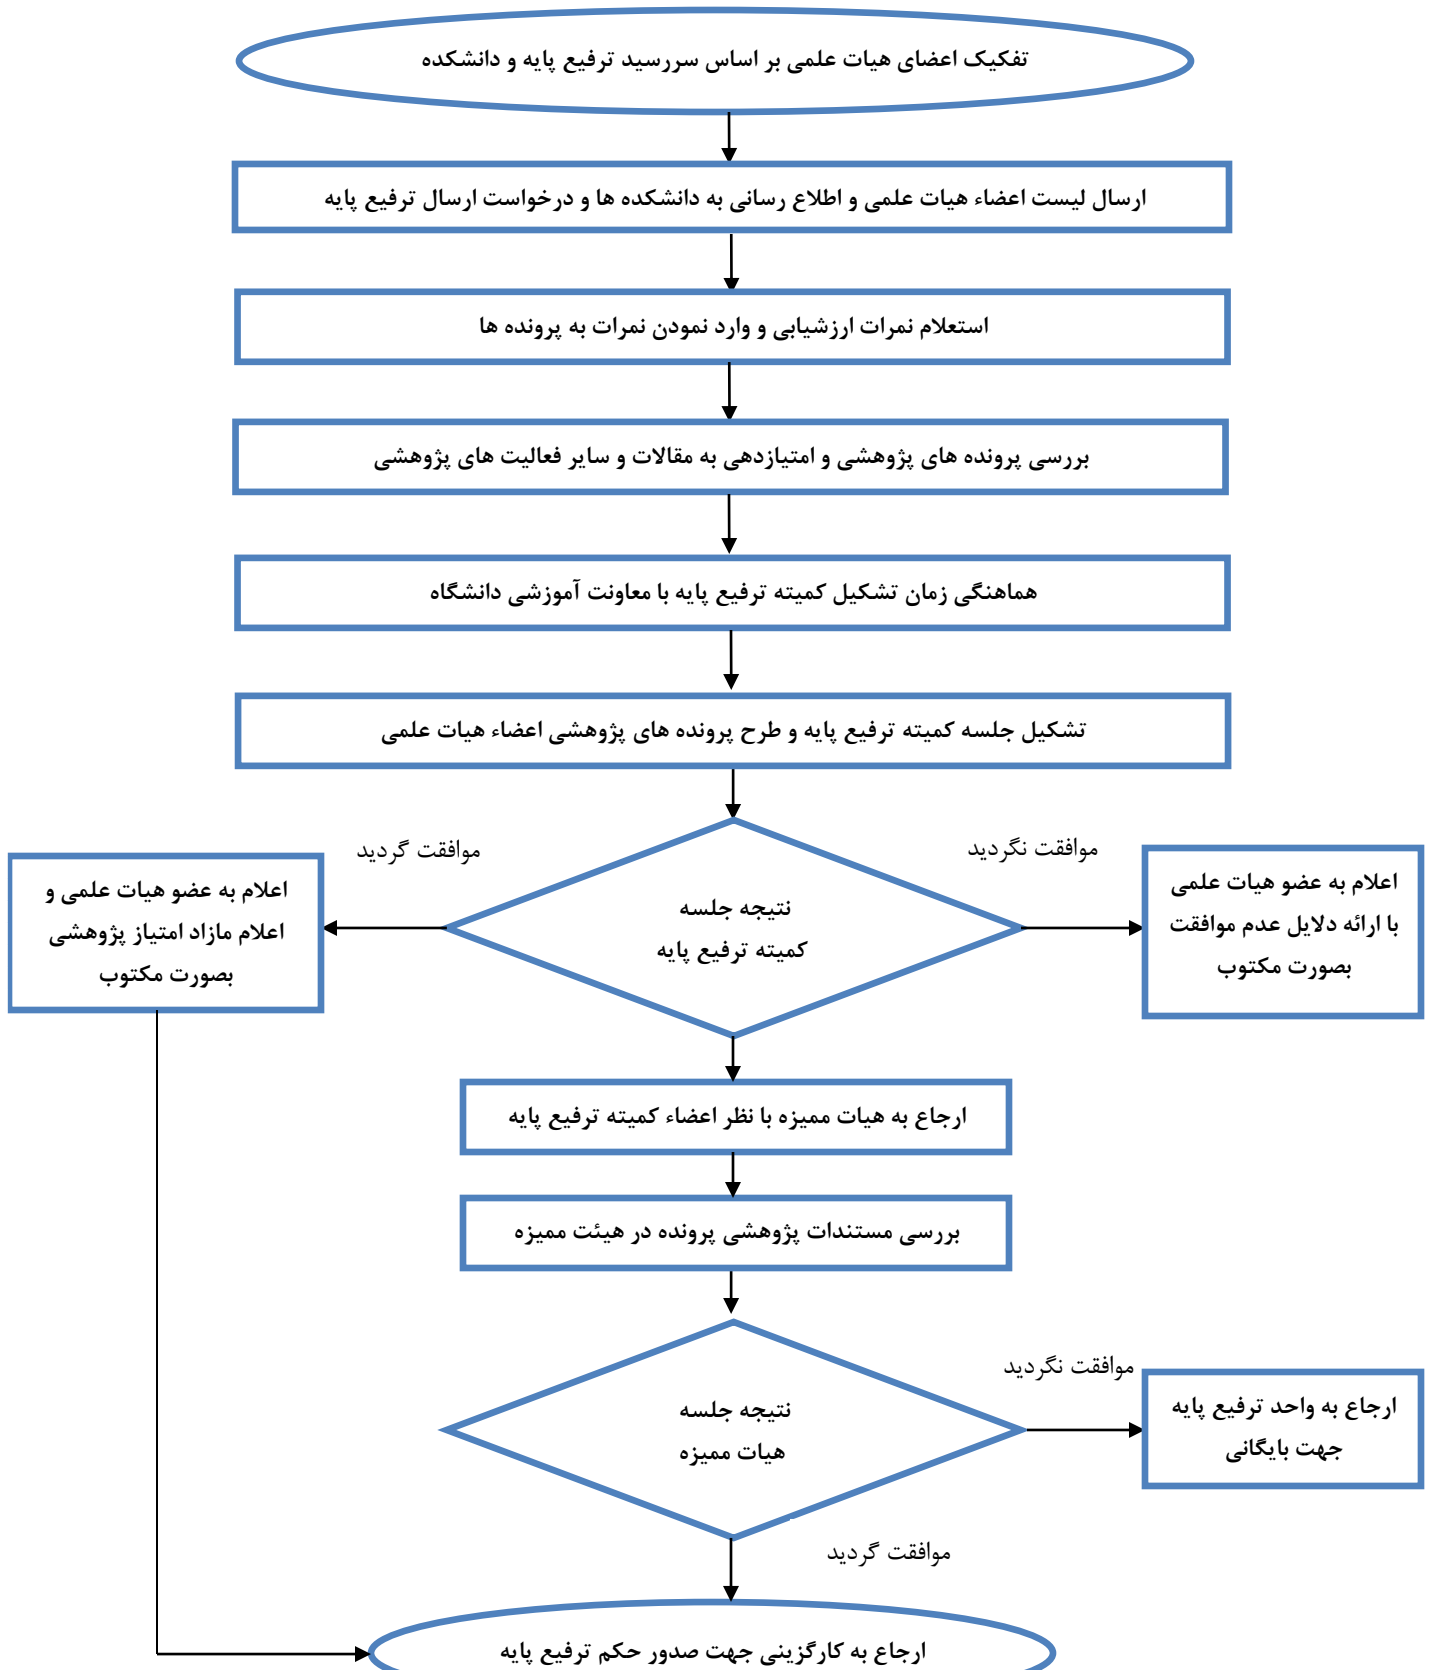 تفکیک اعضای هیات علمی بر اساس سررسید ترفیع پایه و دانشکده
ارسال لیست اعضاء هیات علمی و اطلاع رسانی به دانشکده ها و درخواست ارسال ترفیع پایه
استعلام نمرات ارزشیابی و وارد نمودن نمرات به پرونده ها
بررسی پرونده های پژوهشی و امتیازدهی به مقالات و سایر فعالیت های پژوهشی
هماهنگی زمان تشکیل کمیته ترفیع پایه با معاونت آموزشی دانشگاه
تشکیل جلسه کمیته ترفیع پایه و طرح پرونده های پژوهشی اعضاء هیات علمی
موافقت نگردید
موافقت گردید
اعلام به عضو هیات علمی
با ارائه دلایل عدم موافقت
بصورت مکتوب
نتیجه جلسه
کمیته ترفیع پایه
اعلام به عضو هیات علمی و
اعلام مازاد امتیاز پژوهشی
بصورت مکتوب
ارجاع به هیات ممیزه با نظر اعضاء کمیته ترفیع پایه
بررسی مستندات پژوهشی پرونده در هیئت ممیزه
موافقت نگردید
ارجاع به واحد ترفیع پایه
جهت بایگانی
نتیجه جلسه
هیات ممیزه
موافقت گردید
ارجاع به کارگزینی جهت صدور حکم ترفیع پایه